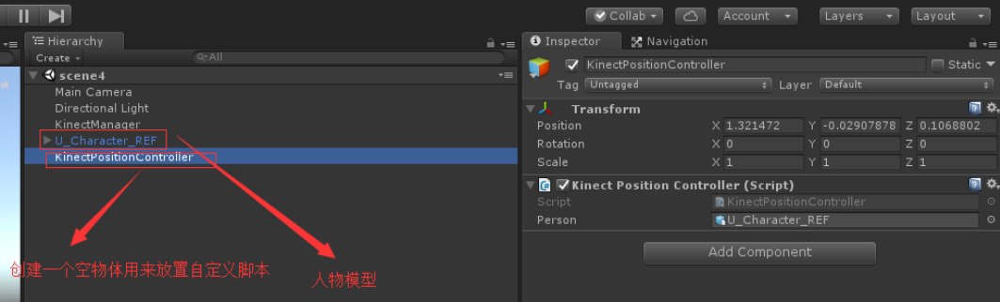 Collab
Account
Layers
Layout
Hierarchy
Create
All
scene4
Main Camera
Directional Light
KinectManager
U_Character_REF
KinectPositionController
创建一个空物体用来放置自定义脚本
人物模型
Inspector
Navigation
KinectPositionController
Static
Tag Untagged Layer Default
Transform
Position X 1.321472 Y -0.02907878 Z 0.1068802
Rotation X 0 Y 0 Z 0
Scale X 1 Y 1 Z 1
Kinect Position Controller (Script)
Script KinectPositionController
Person U_Character_REF
Add Component